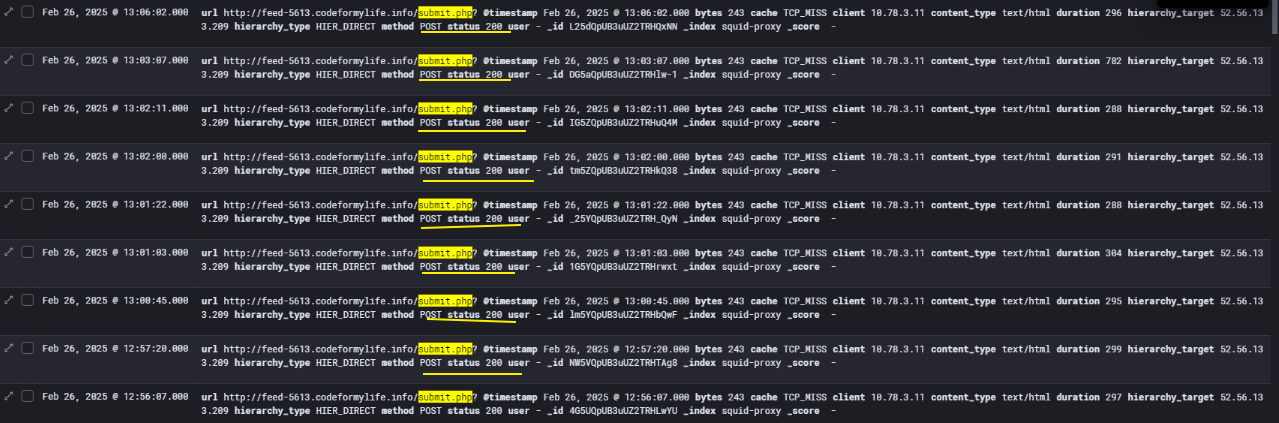 Feb 26, 2025 @ 13:06:02.000 url http://feed-5613.codeformylife.info/submit.php? @timestamp Feb 26, 2025 @ 13:06:02.000 bytes 243 cache TCP_MISS client 10.78.3.11 content_type text/html duration 296 hierarchy_target 52.56.13
3.209 hierarchy_type HIER_DIRECT method POST status 200 user - _id L25dQpUB3uUZ2TRHQxNN _index squid-proxy _score -
Feb 26, 2025 @ 13:03:07.000 url http://feed-5613.codeformylife.info/submit.php? @timestamp Feb 26, 2025 @ 13:03:07.000 bytes 243 cache TCP_MISS client 10.78.3.11 content_type text/html duration 782 hierarchy_target 52.56.13
3.209 hierarchy_type HIER_DIRECT method POST status 200 user - _id DG5aQpUB3uUZ2TRHlw-1 _index squid-proxy _score -
Feb 26, 2025 @ 13:02:11.000 url http://feed-5613.codeformylife.info/submit.php? @timestamp Feb 26, 2025 @ 13:02:11.000 bytes 243 cache TCP_MISS client 10.78.3.11 content_type text/html duration 288 hierarchy_target 52.56.13
3.209 hierarchy_type HIER_DIRECT method POST status 200 user - _id IG5ZQpUB3uUZ2TRHuQ4M _index squid-proxy _score -
Feb 26, 2025 @ 13:02:00.000 url http://feed-5613.codeformylife.info/submit.php? @timestamp Feb 26, 2025 @ 13:02:00.000 bytes 243 cache TCP_MISS client 10.78.3.11 content_type text/html duration 291 hierarchy_target 52.56.13
3.209 hierarchy_type HIER_DIRECT method POST status 200 user - _id tm5ZQpUB3uUZ2TRHkQ38 _index squid-proxy _score -
Feb 26, 2025 @ 13:01:22.000 url http://feed-5613.codeformylife.info/submit.php? @timestamp Feb 26, 2025 @ 13:01:22.000 bytes 243 cache TCP_MISS client 10.78.3.11 content_type text/html duration 288 hierarchy_target 52.56.13
3.209 hierarchy_type HIER_DIRECT method POST status 200 user - _id _25YQpUB3uUZ2TRH_QyN _index squid-proxy _score -
Feb 26, 2025 @ 13:01:03.000 url http://feed-5613.codeformylife.info/submit.php? @timestamp Feb 26, 2025 @ 13:01:03.000 bytes 243 cache TCP_MISS client 10.78.3.11 content_type text/html duration 304 hierarchy_target 52.56.13
3.209 hierarchy_type HIER_DIRECT method POST status 200 user - _id 1G5YQpUB3uUZ2TRHrwxt _index squid-proxy _score -
Feb 26, 2025 @ 13:00:45.000 url http://feed-5613.codeformylife.info/submit.php? @timestamp Feb 26, 2025 @ 13:00:45.000 bytes 243 cache TCP_MISS client 10.78.3.11 content_type text/html duration 295 hierarchy_target 52.56.13
3.209 hierarchy_type HIER_DIRECT method POST status 200 user - _id lm5YQpUB3uUZ2TRHbQwF _index squid-proxy _score -
Feb 26, 2025 @ 12:57:20.000 url http://feed-5613.codeformylife.info/submit.php? @timestamp Feb 26, 2025 @ 12:57:20.000 bytes 243 cache TCP_MISS client 10.78.3.11 content_type text/html duration 299 hierarchy_target 52.56.13
3.209 hierarchy_type HIER_DIRECT method POST status 200 user - _id NW5VQpUB3uUZ2TRHTAg8 _index squid-proxy _score -
Feb 26, 2025 @ 12:56:07.000 url http://feed-5613.codeformylife.info/submit.php? @timestamp Feb 26, 2025 @ 12:56:07.000 bytes 243 cache TCP_MISS client 10.78.3.11 content_type text/html duration 297 hierarchy_target 52.56.13
3.209 hierarchy_type HIER_DIRECT method POST status 200 user - _id 4G5UQpUB3uUZ2TRHLwYU _index squid-proxy _score -